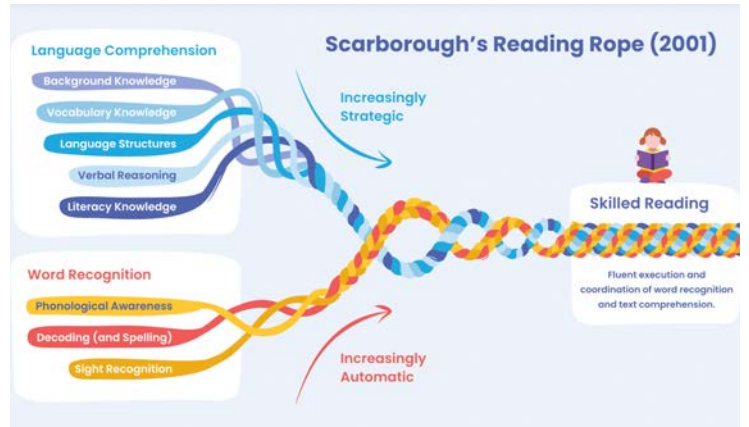 Scarborough's Reading Rope (2001)
Language Comprehension
Background Knowledge
Vocabulary Knowledge
Language Structures
Verbal Reasoning
Literacy Knowledge
Increasingly
Strategic
Skilled Reading
Fluent execution and
coordination of word recognition
and text comprehension.
Word Recognition
Phonological Awareness
Decoding (and Spelling)
Sight Recognition
Increasingly
Automatic